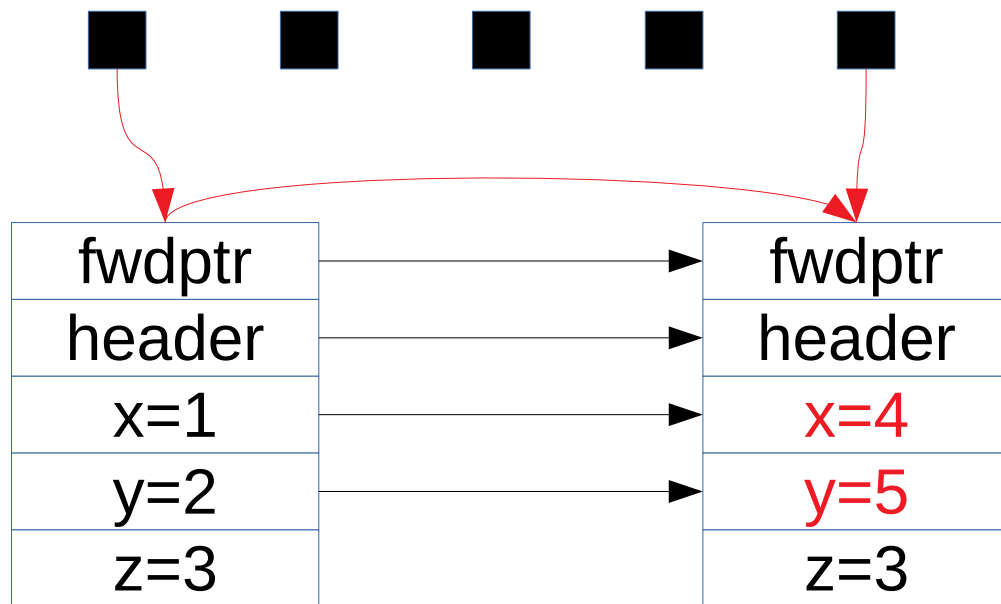 fwdptr
header
x=1
y=2
z=3
fwdptr
header
x=4
y=5
z=3